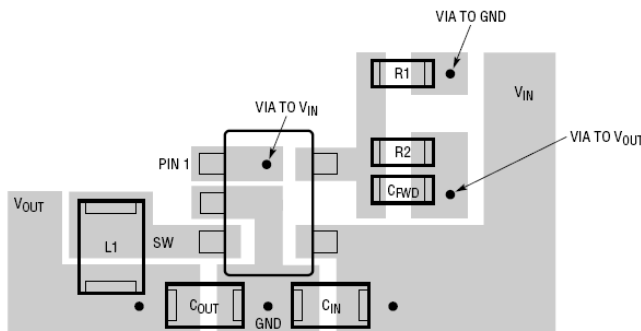 VIA TO GND
R1
VIN
VIA TO VIN
VIA TO VOUT
PIN 1
R2
CFWD
VOUT
L1
SW
COUT
GND
CIN